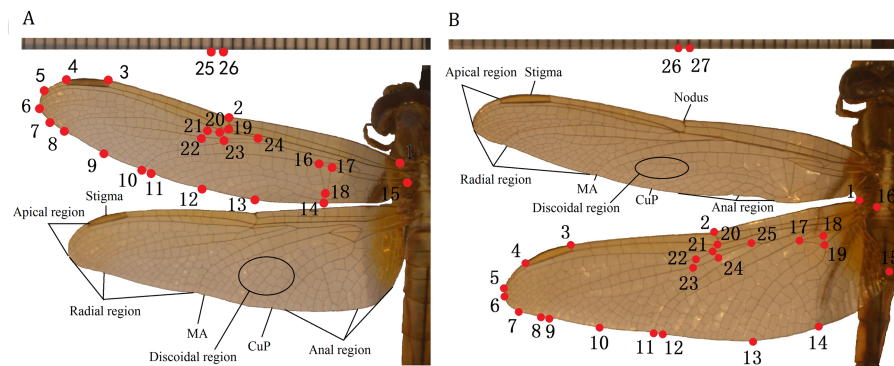 A
25 26
4 3
5
6
7
8
2
20 19
21
22 23 24
9
10 11
12
13
16 17
18
14
1
15
Stigma
Apical region
Radial region
MA
Discoidal region
CuP
Anal region
B
26 27
Apical region Stigma
Nodus
Radial region
MA
Discoidal region
CuP
Anal region
1
16
2
3
4
5
6
7
8 9
10
11 12
13
14
15
20
21 25
22
23 24
17 18
19